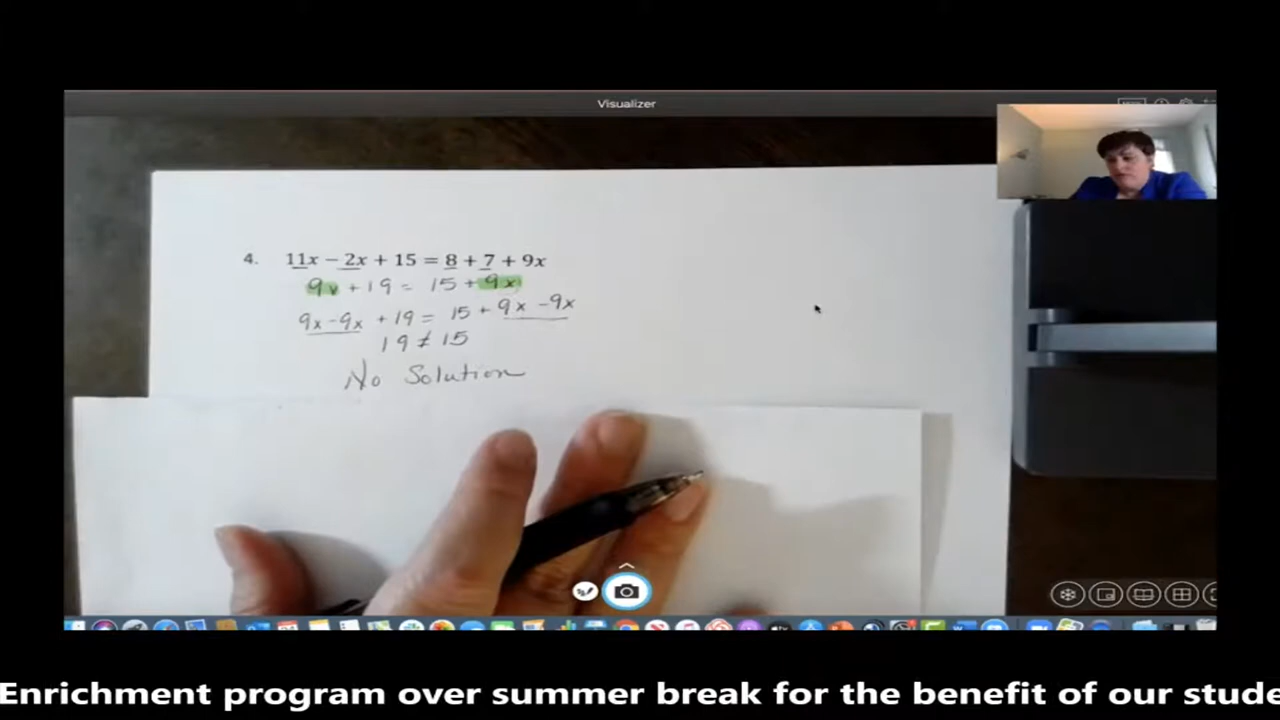 Visualizer
4. 11x − 2x + 15 = 8 + 7 + 9x
9x + 19 = 15 + 9x
9x - 9x + 19 = 15 + 9x - 9x
19 ≠ 15
No Solution
Enrichment program over summer break for the benefit of our stude